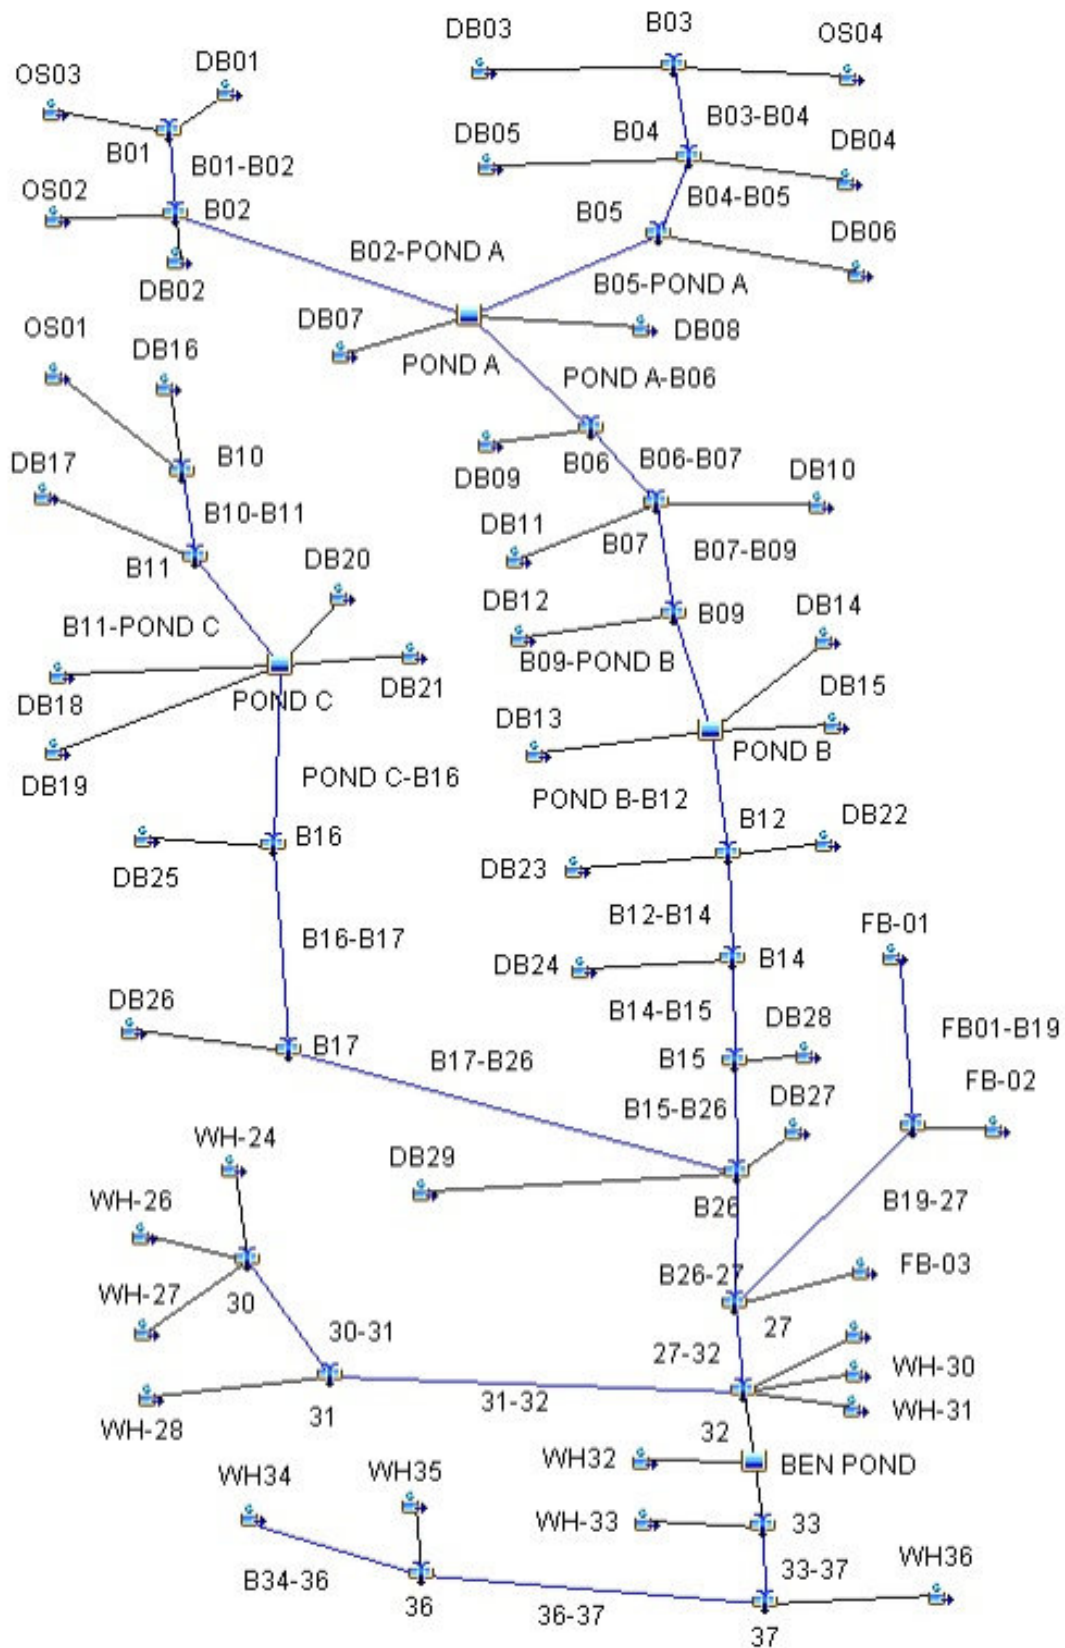 DB03
B03
OS04
OS03
DB01
B01
B01-B02
B03-B04
DB05
B04
DB04
OS02
B02
B04-B05
B05
DB06
B02-POND A
B05-POND A
DB02
DB07
DB08
OS01
DB16
POND A
POND A-B06
DB17
B10
DB09
B06
B06-B07
DB10
B10-B11
DB11
B07
B07-B09
B11
DB20
DB12
B09
DB14
B11-POND C
B09-POND B
DB18
POND C
DB21
DB15
DB13
POND B
DB19
POND C-B16
POND B-B12
B12
DB22
B16
DB25
DB23
B12-B14
FB-01
B16-B17
DB24
B14
DB26
B14-B15
DB28
FB01-B19
B17
B17-B26
B15
FB-02
B15-B26
DB27
WH-24
DB29
WH-26
B26
B19-27
WH-27
B26-27
FB-03
30
30-31
27
27-32
WH-30
31-32
WH-31
31
WH-28
32
WH32
BEN POND
WH34
WH35
WH-33
33
WH36
33-37
B34-36
36
36-37
37